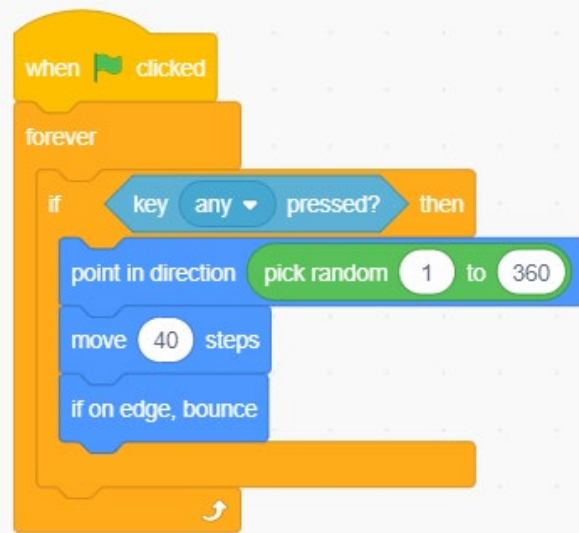 when clicked
forever
if key any pressed? then
point in direction pick random 1 to 360
move 40 steps
if on edge, bounce